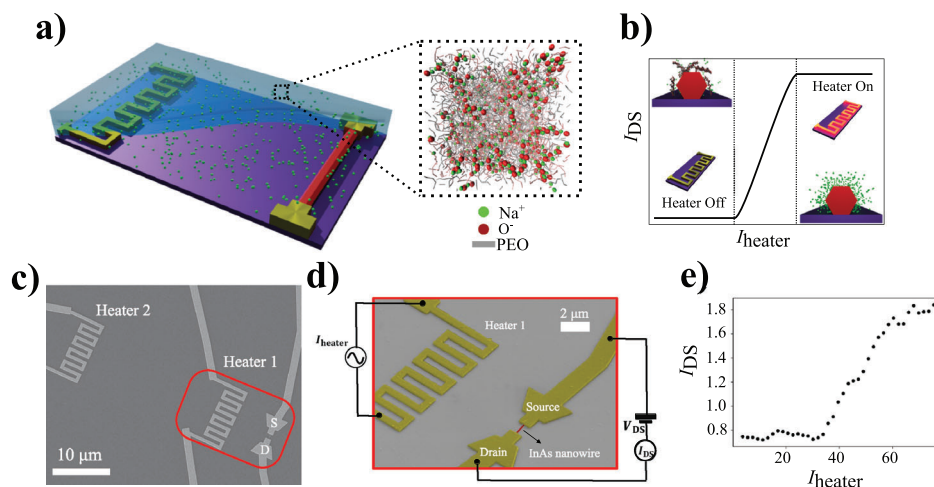 a)
Na+
O-
PEO
b)
IDS
Heater On
Heater Off
Iheater
c)
Heater 2
Heater 1
S
D
10 μm
d)
Iheater
Heater 1
2 μm
Source
Drain
InAs nanowire
VDS
IDS
e)
IDS
1.8
1.6
1.4
1.2
1.0
0.8
20
40
60
Iheater